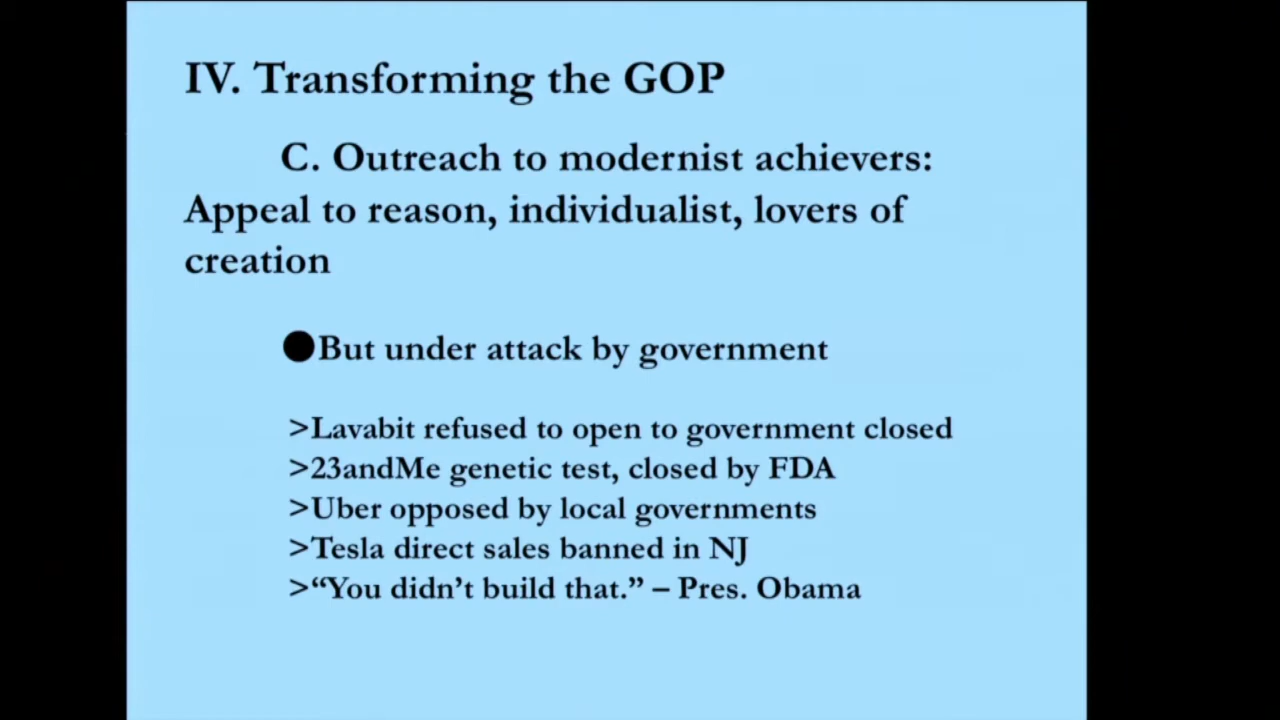 IV. Transforming the GOP
C. Outreach to modernist achievers:
Appeal to reason, individualist, lovers of
creation
●But under attack by government
>Lavabit refused to open to government closed
>23andMe genetic test, closed by FDA
>Uber opposed by local governments
>Tesla direct sales banned in NJ
>“You didn’t build that.” – Pres. Obama